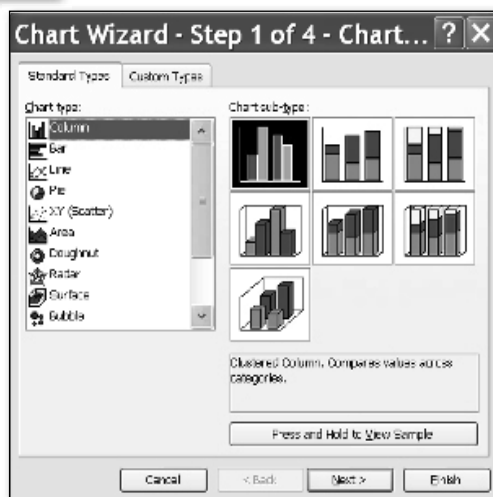 Chart Wizard - Step 1 of 4 - Chart... ? X
Standard Types Custom Types
Chart type:
Column
Bar
Line
Pie
XY (Scatter)
Area
Doughnut
Radar
Surface
Bubble
Chart sub-type:
Clustered Column. Compares values across
categories.
Press and Hold to View Sample
Cancel < Back Next > Finish